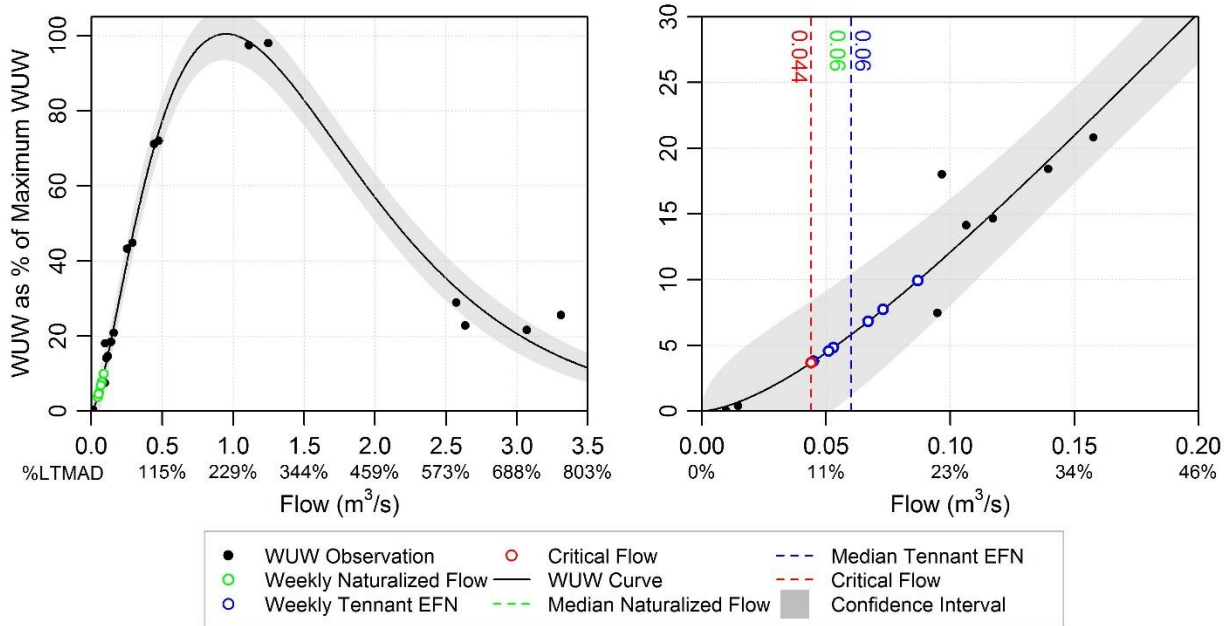 WUW as % of Maximum WUW
100
80
60
40
20
0
0.0 0.5 1.0 1.5 2.0 2.5 3.0 3.5
%LTMAD 115% 229% 344% 459% 573% 688% 803%
Flow (m³/s)
0.044
0.06
0.06
30
25
20
15
10
5
0
0.00 0.05 0.10 0.15 0.20
0% 11% 23% 34% 46%
Flow (m³/s)
WUW Observation
Weekly Naturalized Flow
Weekly Tennant EFN
Critical Flow
WUW Curve
Median Naturalized Flow
Median Tennant EFN
Critical Flow
Confidence Interval